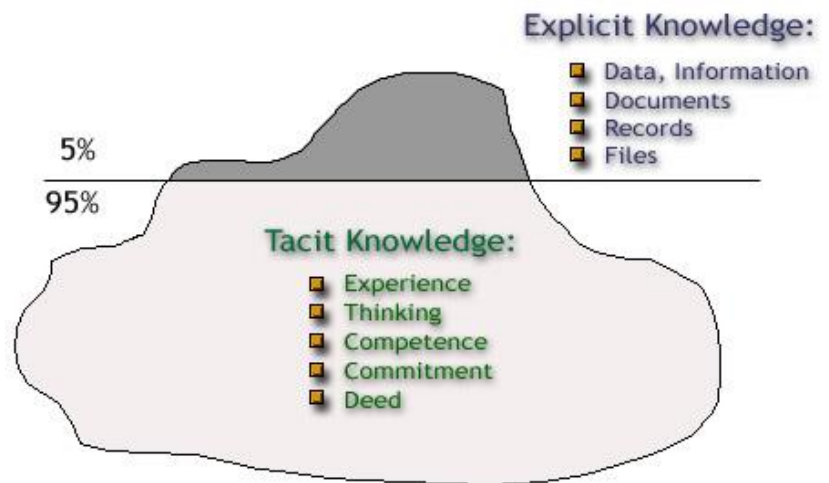 Explicit Knowledge:
Data, Information
Documents
Records
Files
5%
95%
Tacit Knowledge:
Experience
Thinking
Competence
Commitment
Deed